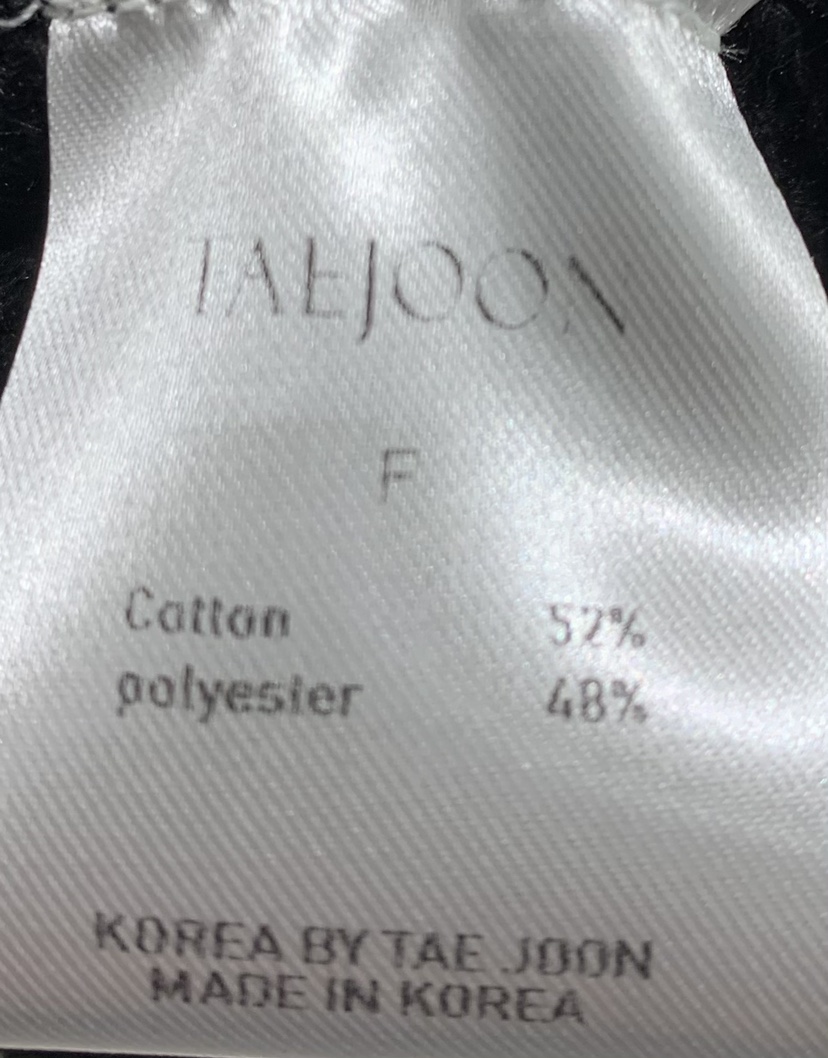 TAEJOON
F
Cotton 52%
polyester 48%
KOREA BY TAE JOON
MADE IN KOREA